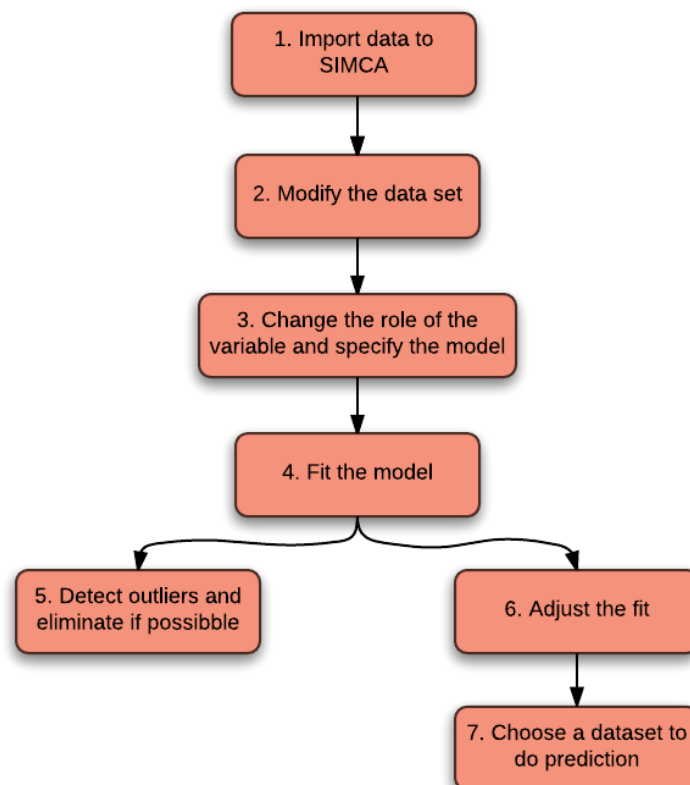 1. Import data to
SIMCA
2. Modify the data set
3. Change the role of the
variable and specify the model
4. Fit the model
5. Detect outliers and
eliminate if possibble
6. Adjust the fit
7. Choose a dataset to
do prediction